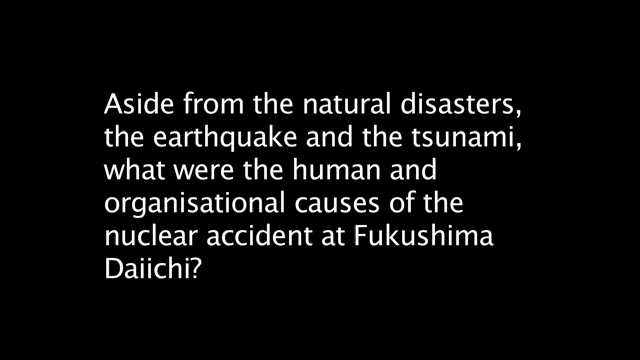 Aside from the natural disasters,
the earthquake and the tsunami,
what were the human and
organisational causes of the
nuclear accident at Fukushima
Daiichi?